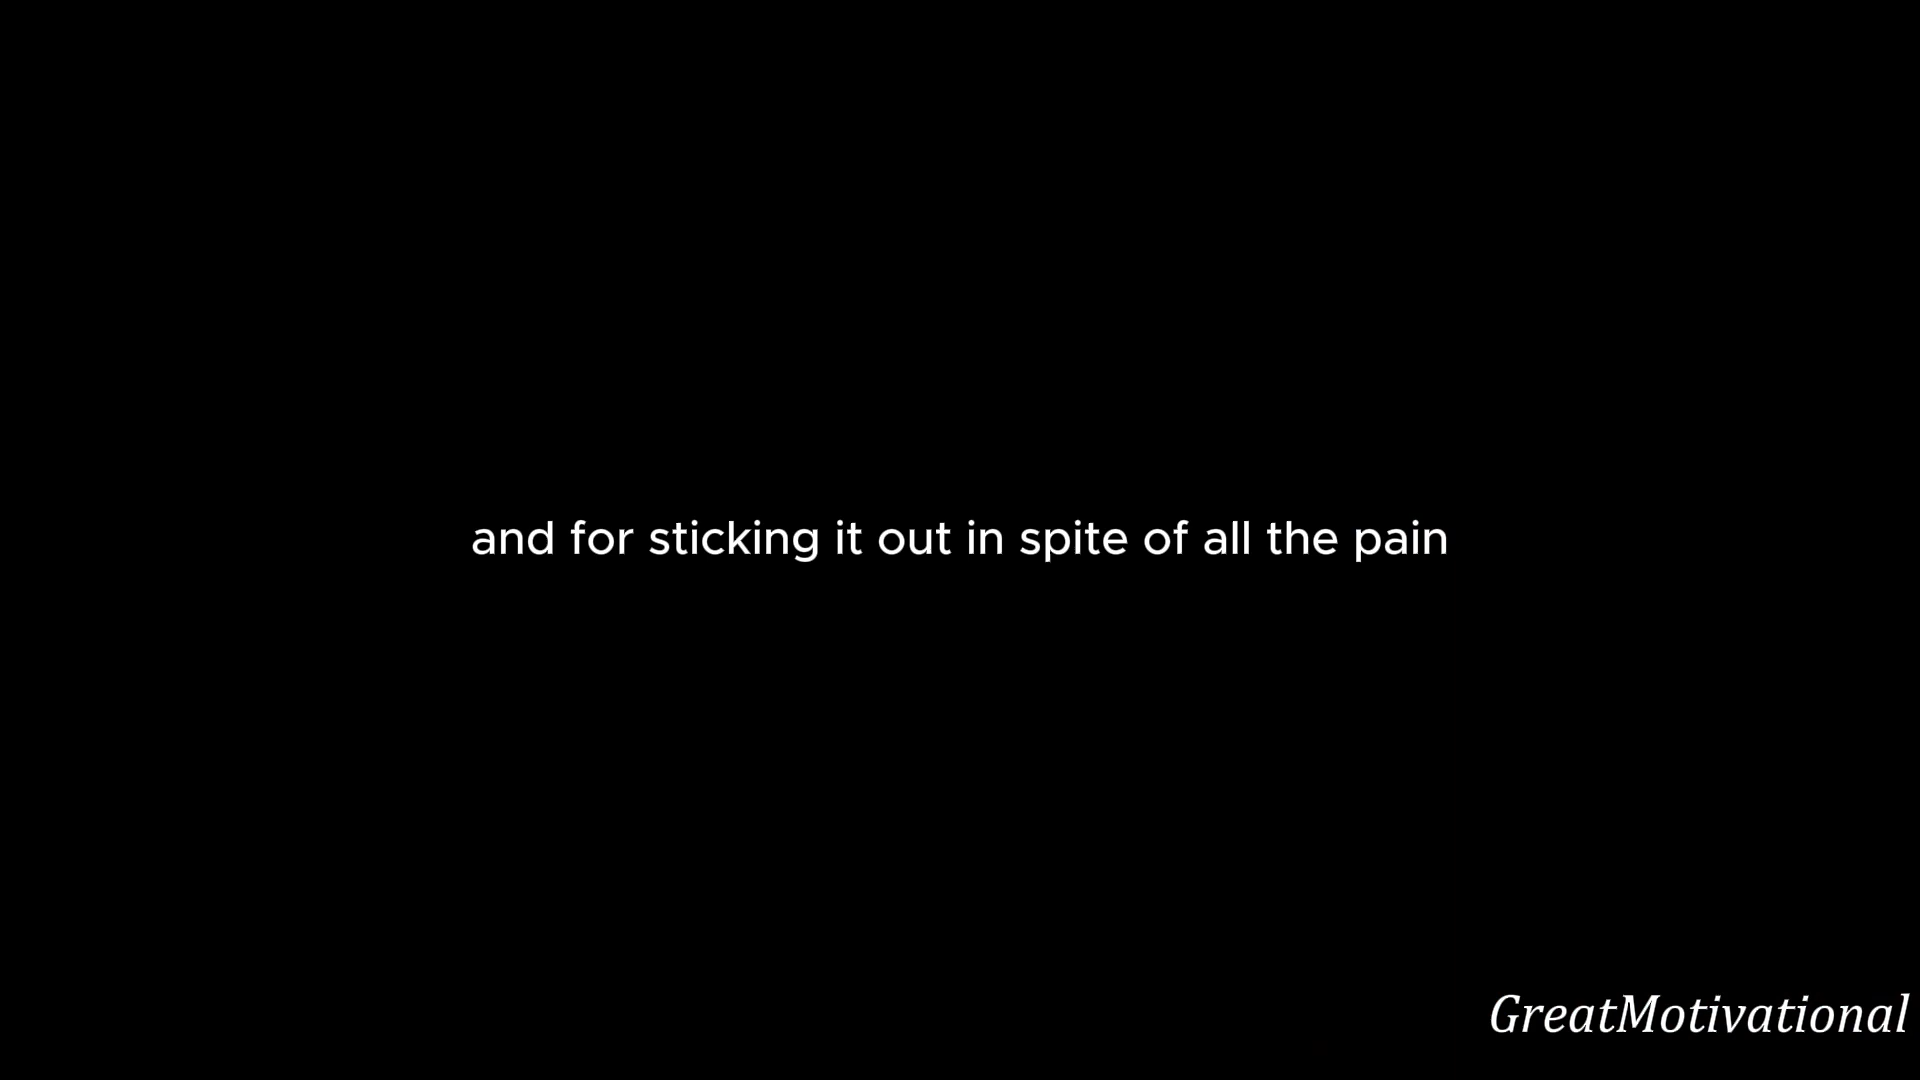 and for sticking it out in spite of all the pain
GreatMotivational